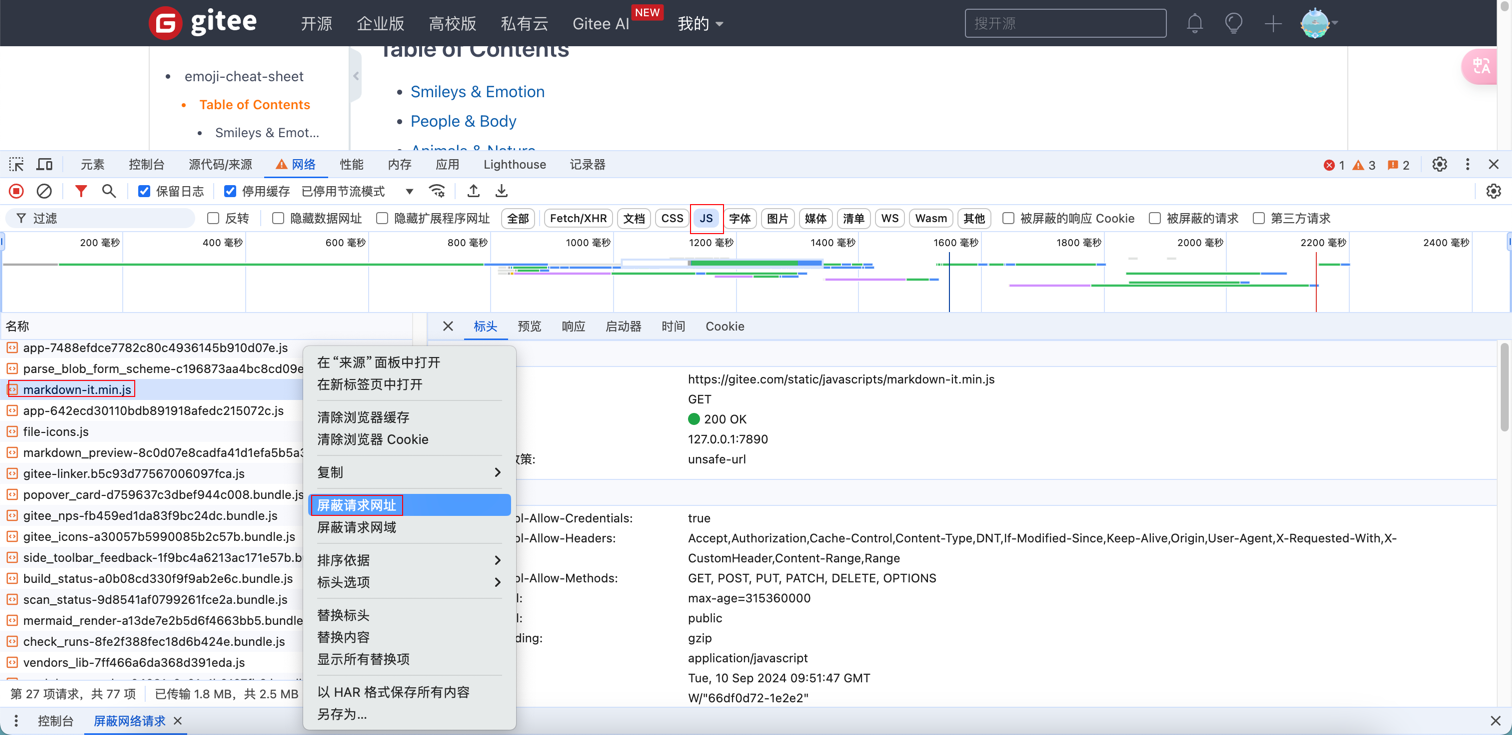 gitee 开源 企业版 高校版 私有云 Gitee AI NEW 我的 搜开源
Table of Contents
emoji-cheat-sheet
Table of Contents
Smileys & Emot...
Smileys & Emotion
People & Body
Animals & Nature
元素 控制台 源代码/来源 网络 性能 内存 应用 Lighthouse 记录器 1 3 2
保留日志 停用缓存 已停用节流模式
过滤 反转 隐藏数据网址 隐藏扩展程序网址 全部 Fetch/XHR 文档 CSS JS 字体 图片 媒体 清单 WS Wasm 其他 被屏蔽的响应 Cookie 被屏蔽的请求 第三方请求
200 毫秒 400 毫秒 600 毫秒 800 毫秒 1000 毫秒 1200 毫秒 1400 毫秒 1600 毫秒 1800 毫秒 2000 毫秒 2200 毫秒 2400 毫秒
名称
app-7488efdce7782c80c4936145b910d07e.js
parse_blob_form_scheme-c196873aa4bc8cd09e
markdown-it.min.js
app-642ecd30110bdb891918afedc215072c.js
file-icons.js
markdown_preview-8c0d07e8cadfa41d1efa5b5a3
gitee-linker.b5c93d77567006097fca.js
popover_card-d759637c3dbef944c008.bundle.js
gitee_nps-fb459ed1da83f9bc24dc.bundle.js
gitee_icons-a30057b5990085b2c57b.bundle.js
side_toolbar_feedback-1f9bc4a6213ac171e57b.b
build_status-a0b08cd330f9f9ab2e6c.bundle.js
scan_status-9d8541af0799261fce2a.bundle.js
mermaid_render-a13de7e2b5d6f4663bb5.bundle
check_runs-8fe2f388fec18d6b424e.bundle.js
vendors_lib-7ff466a6da368d391eda.js
第 27 项请求，共 77 项 已传输 1.8 MB，共 2.5 MB
在“来源”面板中打开
在新标签页中打开
清除浏览器缓存
清除浏览器 Cookie
复制
屏蔽请求网址
屏蔽请求网域
排序依据
标头选项
替换标头
替换内容
显示所有替换项
以 HAR 格式保存所有内容
另存为...
标头 预览 响应 启动器 时间 Cookie
https://gitee.com/static/javascripts/markdown-it.min.js
GET
200 OK
127.0.0.1:7890
策: unsafe-url
ol-Allow-Credentials: true
ol-Allow-Headers: Accept,Authorization,Cache-Control,Content-Type,DNT,If-Modified-Since,Keep-Alive,Origin,User-Agent,X-Requested-With,X-
CustomHeader,Content-Range,Range
ol-Allow-Methods: GET, POST, PUT, PATCH, DELETE, OPTIONS
l: max-age=315360000
l: public
ding: gzip
application/javascript
Tue, 10 Sep 2024 09:51:47 GMT
W/"66df0d72-1e2e2"
控制台 屏蔽网络请求